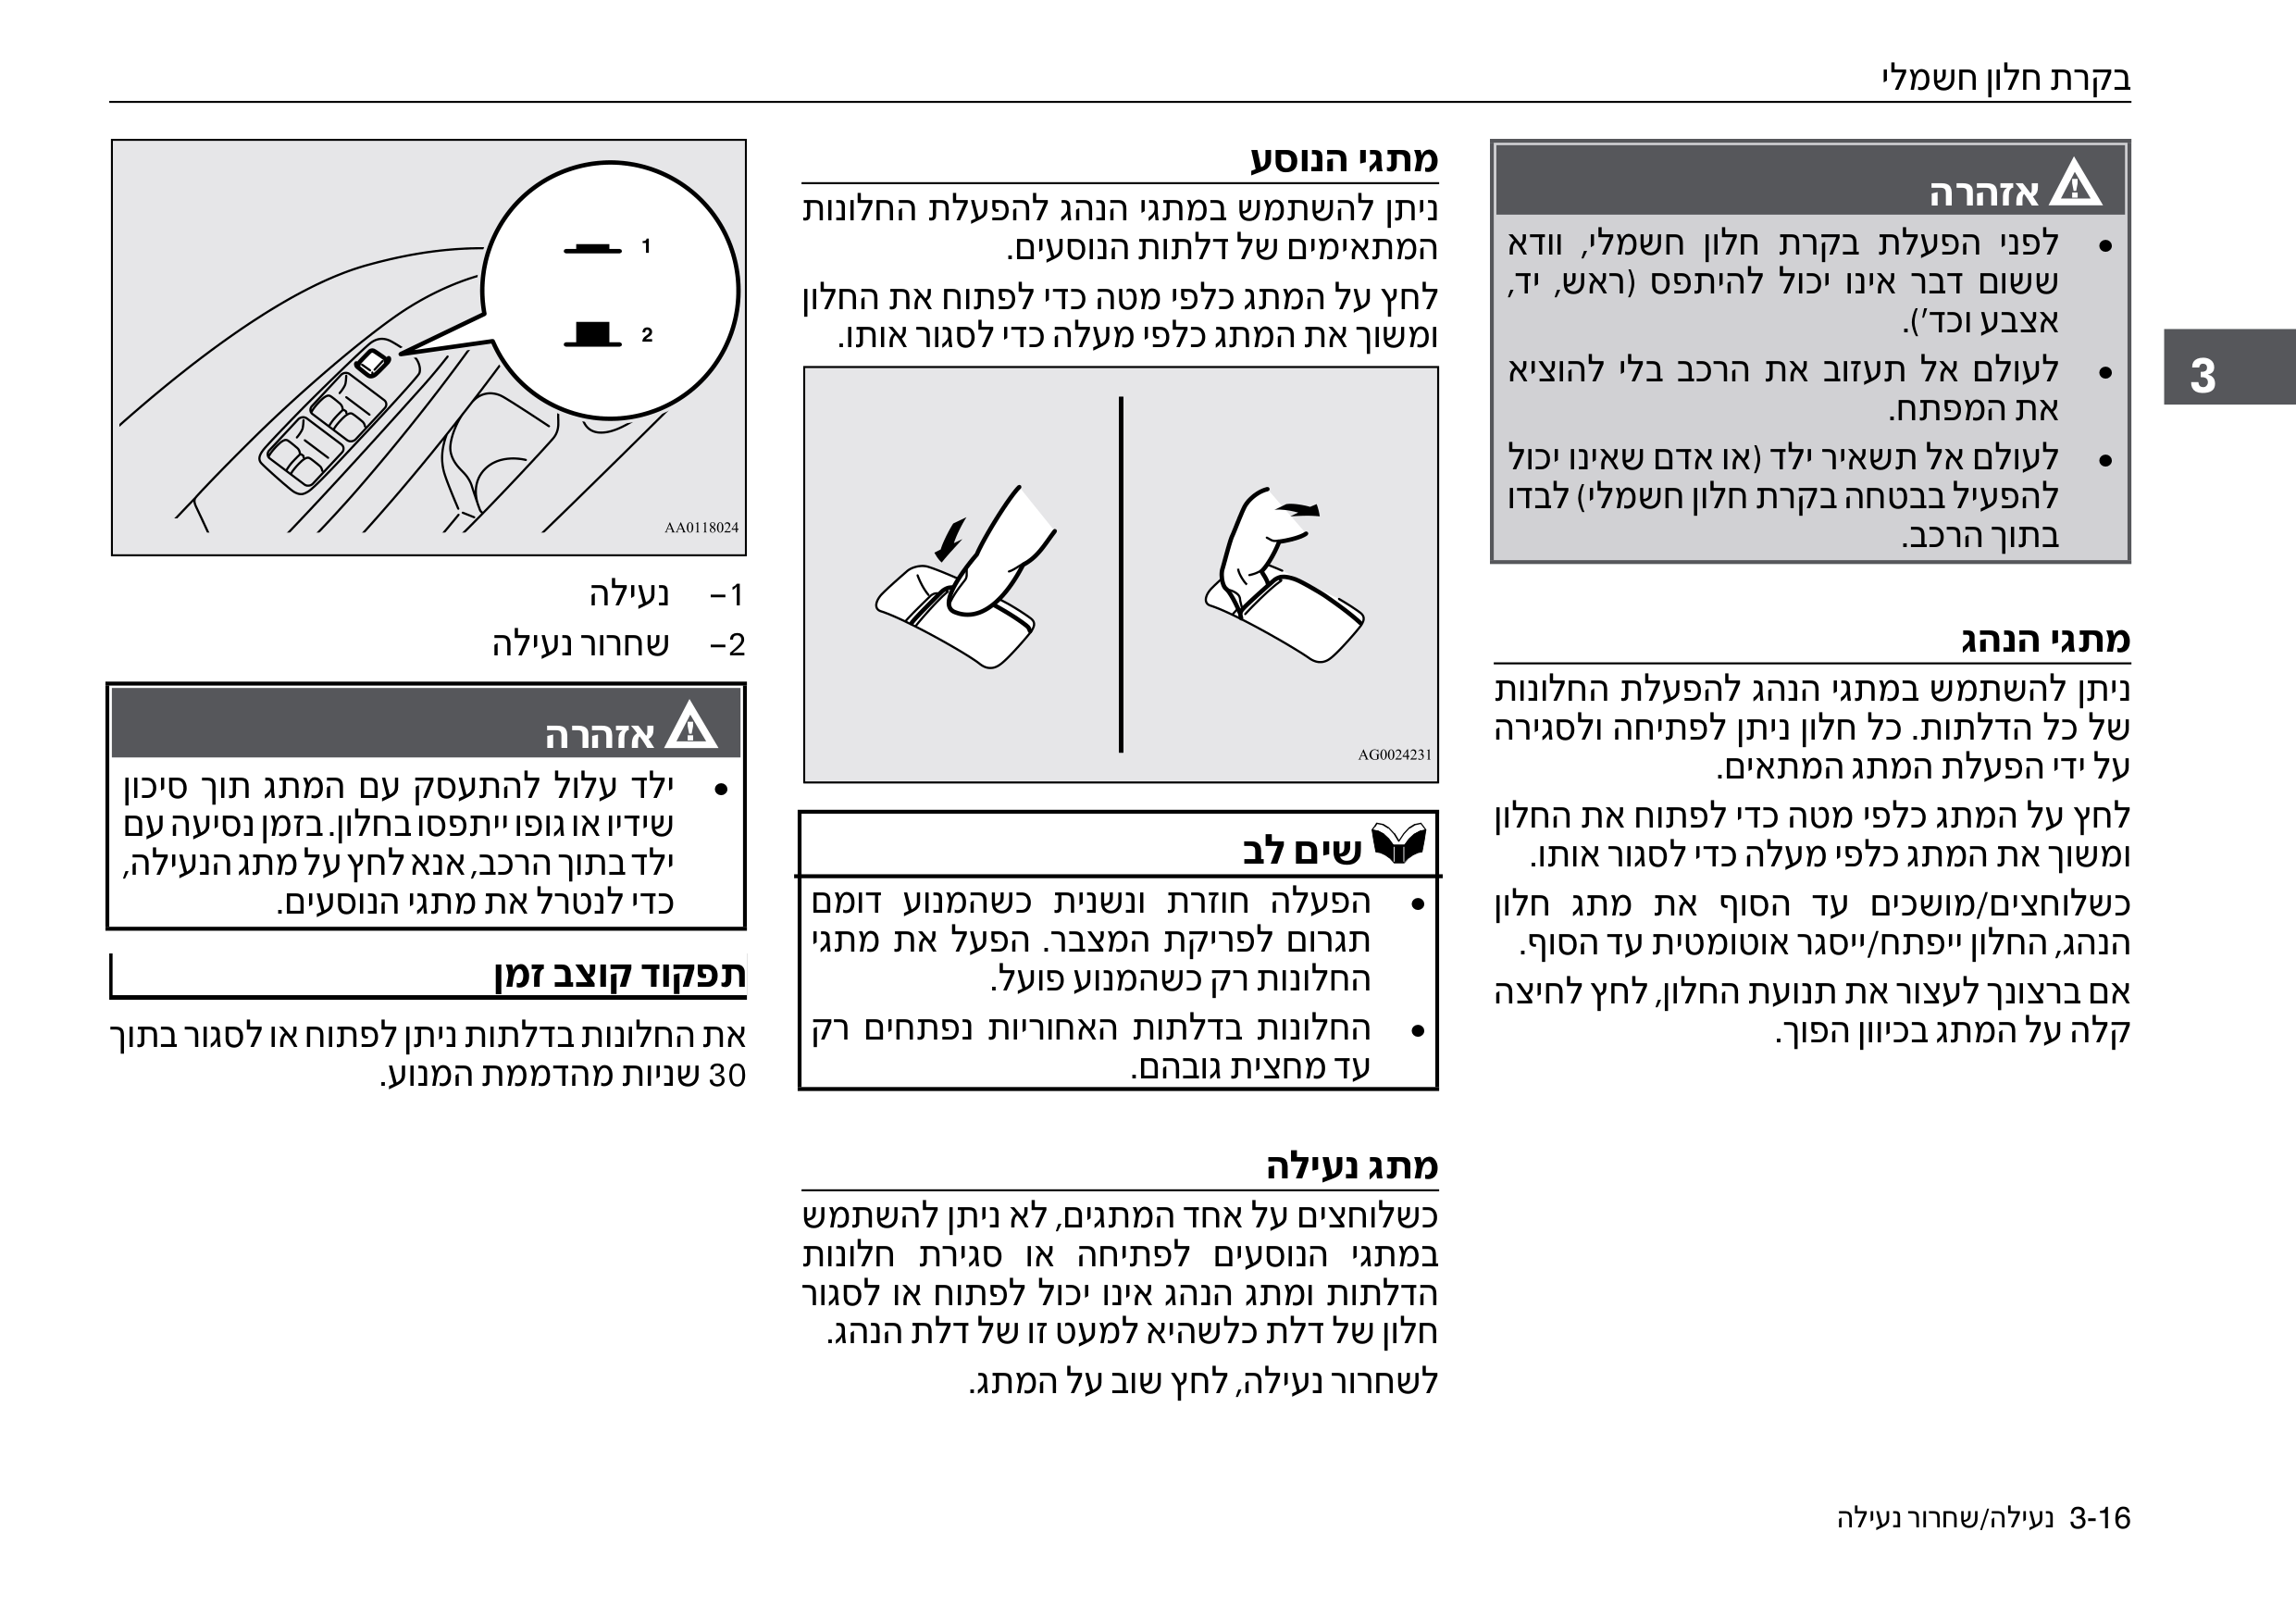 בקרת חלון חשמלי
אזהרה
• לפני הפעלת בקרת חלון חשמלי, וודא
ששום דבר אינו יכול להיתפס (ראש, יד,
אצבע וכד').
• לעולם אל תעזוב את הרכב בלי להוציא
את המפתח.
• לעולם אל תשאיר ילד (או אדם שאינו יכול
להפעיל בבטחה בקרת חלון חשמלי) לבדו
בתוך הרכב.
3
מתגי הנהג
ניתן להשתמש במתגי הנהג להפעלת החלונות
של כל הדלתות. כל חלון ניתן לפתיחה ולסגירה
על ידי הפעלת המתג המתאים.
לחץ על המתג כלפי מטה כדי לפתוח את החלון
ומשוך את המתג כלפי מעלה כדי לסגור אותו.
כשלוחצים/מושכים עד הסוף את מתג חלון
הנהג, החלון ייפתח/ייסגר אוטומטית עד הסוף.
אם ברצונך לעצור את תנועת החלון, לחץ לחיצה
קלה על המתג בכיוון הפוך.
מתגי הנוסע
ניתן להשתמש במתגי הנהג להפעלת החלונות
המתאימים של דלתות הנוסעים.
לחץ על המתג כלפי מטה כדי לפתוח את החלון
ומשוך את המתג כלפי מעלה כדי לסגור אותו.
AG0024231
שים לב
• הפעלה חוזרת ונשנית כשהמנוע דומם
תגרום לפריקת המצבר. הפעל את מתגי
החלונות רק כשהמנוע פועל.
• החלונות בדלתות האחוריות נפתחים רק
עד מחצית גובהם.
מתג נעילה
כשלוחצים על אחד המתגים, לא ניתן להשתמש
במתגי הנוסעים לפתיחה או סגירת חלונות
הדלתות ומתג הנהג אינו יכול לפתוח או לסגור
חלון של דלת כלשהיא למעט זו של דלת הנהג.
לשחרור נעילה, לחץ שוב על המתג.
1
2
AA0118024
1– נעילה
2– שחרור נעילה
אזהרה
• ילד עלול להתעסק עם המתג תוך סיכון
שידיו או גופו ייתפסו בחלון. בזמן נסיעה עם
ילד בתוך הרכב, אנא לחץ על מתג הנעילה,
כדי לנטרל את מתגי הנוסעים.
תפקוד קוצב זמן
את החלונות בדלתות ניתן לפתוח או לסגור בתוך
30 שניות מהדממת המנוע.
3-16 נעילה/שחרור נעילה